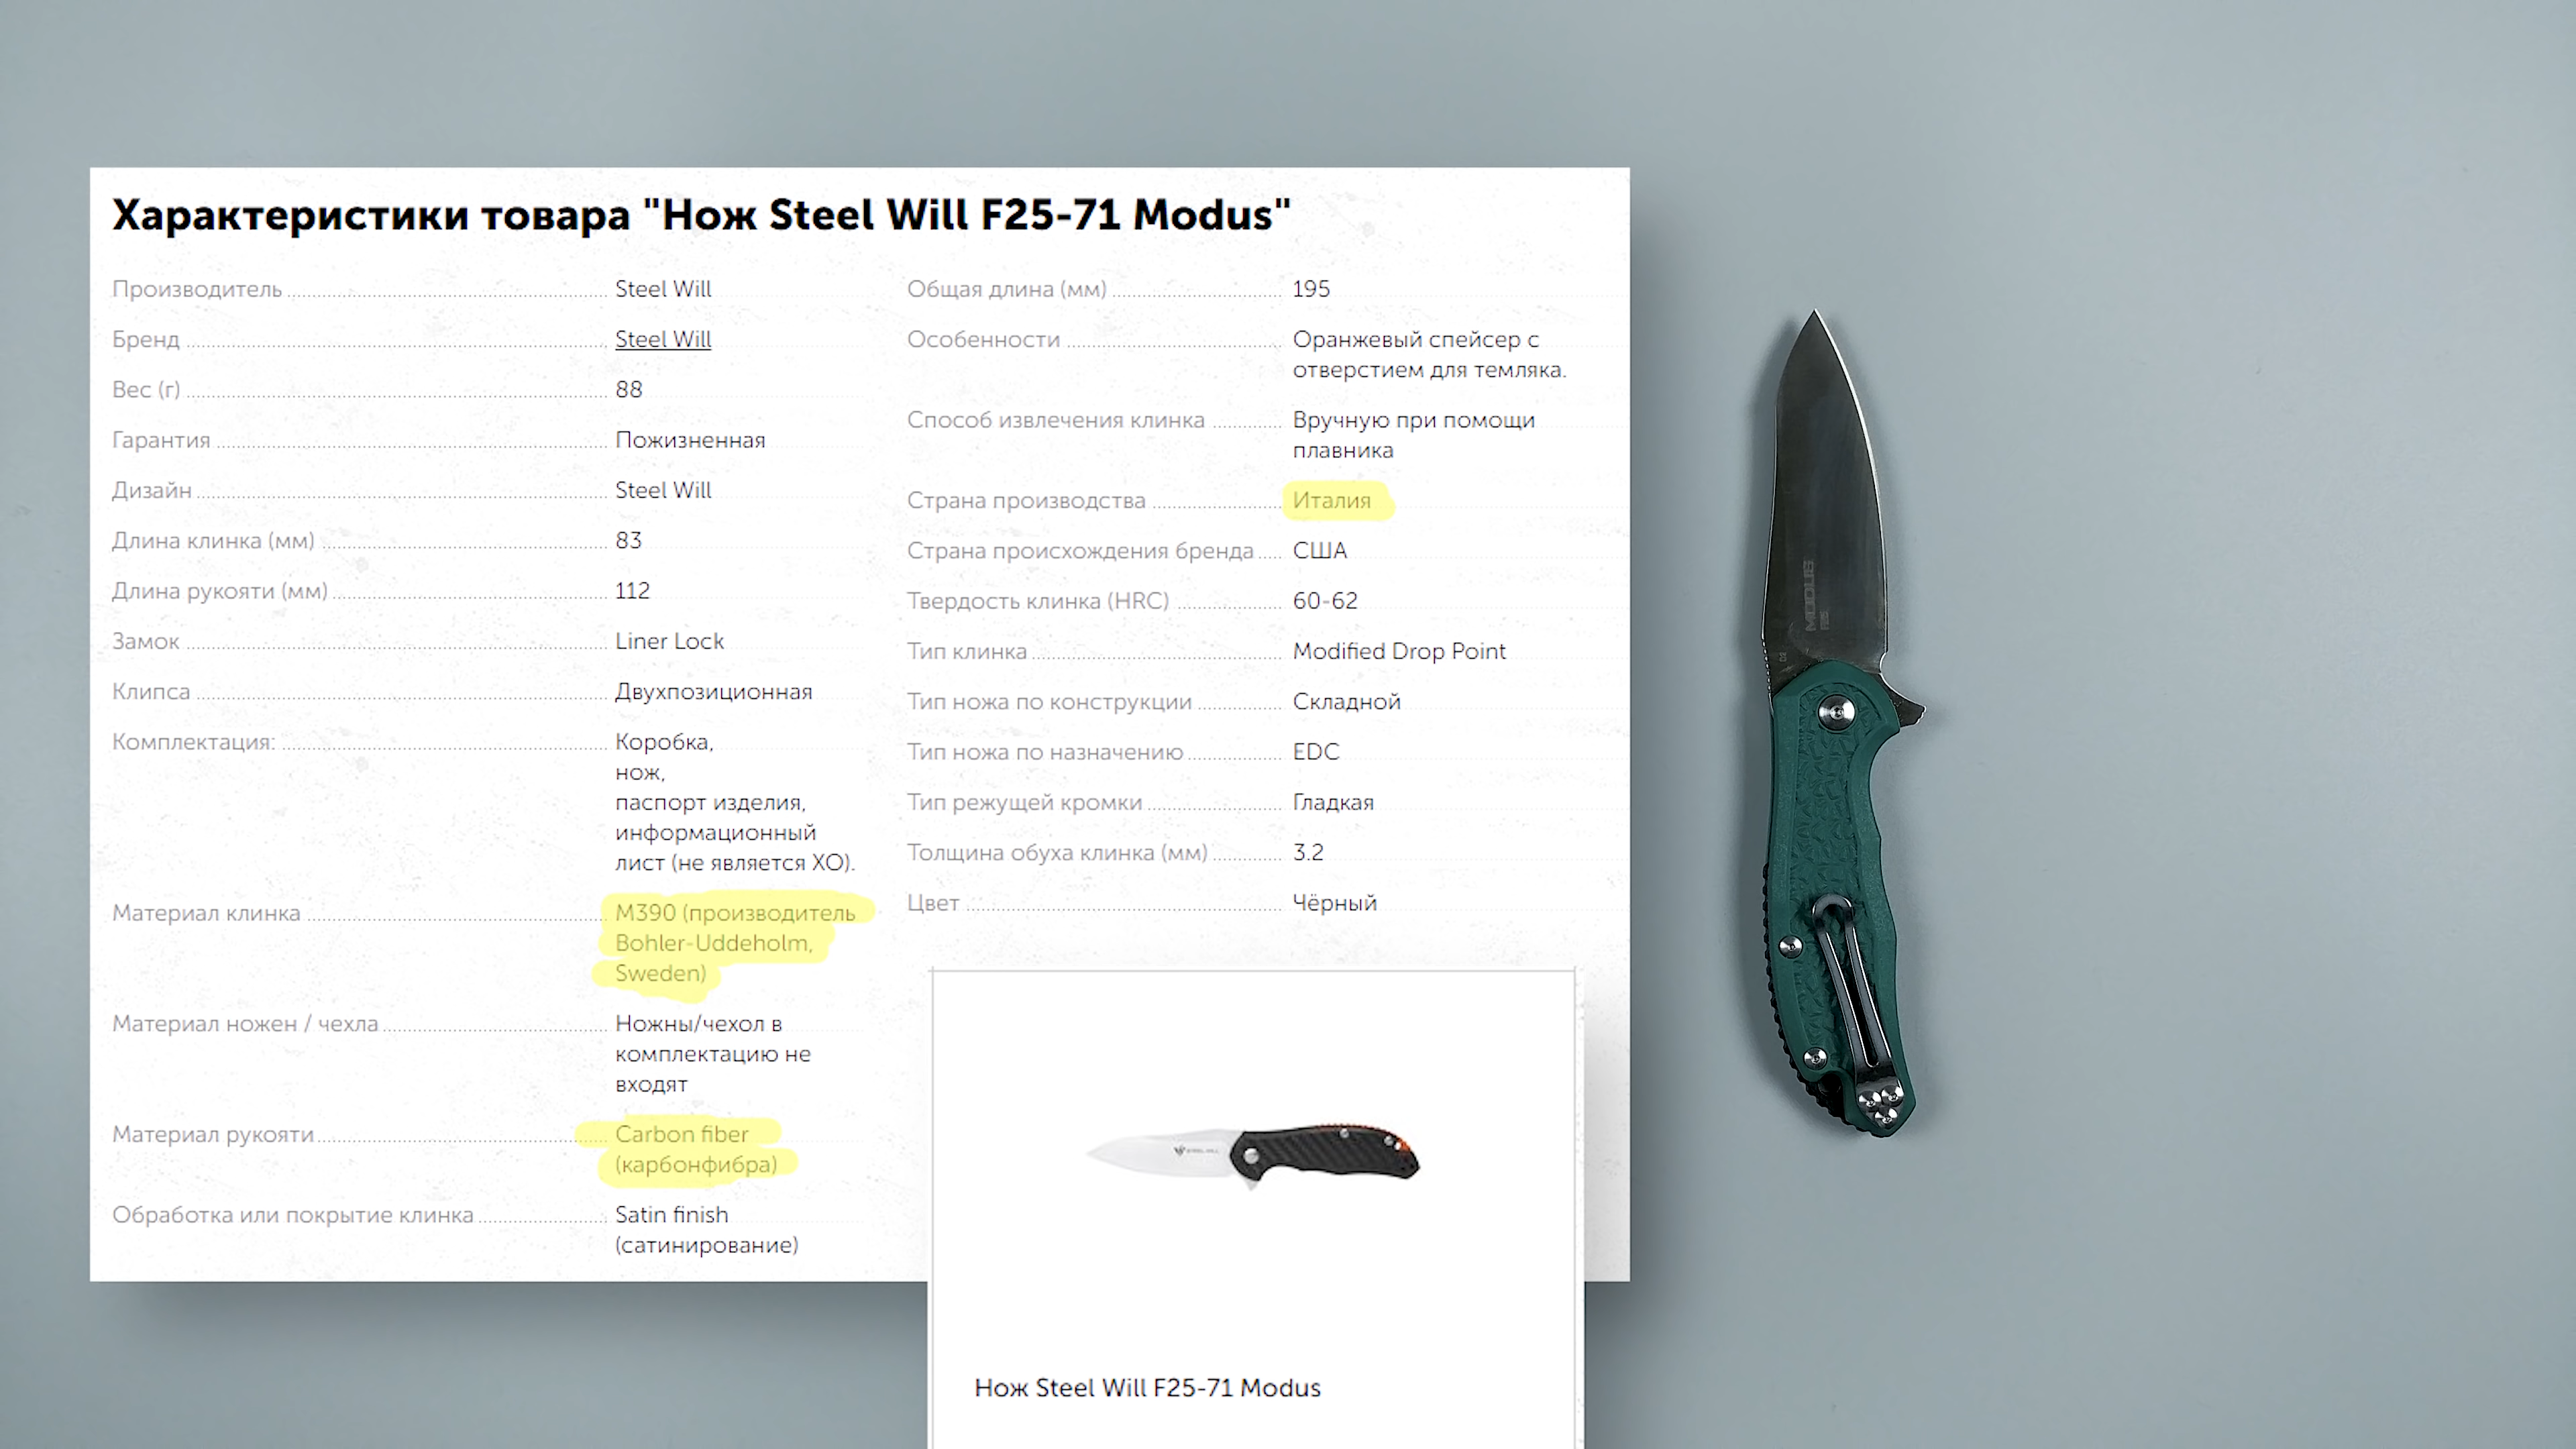 Характеристики товара "Нож Steel Will F25-71 Modus"
Производитель Steel Will
Бренд Steel Will
Вес (г) 88
Гарантия Пожизненная
Дизайн Steel Will
Длина клинка (мм) 83
Длина рукояти (мм) 112
Замок Liner Lock
Клипса Двухпозиционная
Комплектация: Коробка,
нож,
паспорт изделия,
информационный
лист (не является ХО).
Материал клинка M390 (производитель
Bohler-Uddeholm,
Sweden)
Материал ножен / чехла Ножны/чехол в
комплектацию не
входят
Материал рукояти Carbon fiber
(карбонфибра)
Обработка или покрытие клинка Satin finish
(сатинирование)
Общая длина (мм) 195
Особенности Оранжевый спейсер с
отверстием для темляка.
Способ извлечения клинка Вручную при помощи
плавника
Страна производства Италия
Страна происхождения бренда США
Твердость клинка (HRC) 60-62
Тип клинка Modified Drop Point
Тип ножа по конструкции Складной
Тип ножа по назначению EDC
Тип режущей кромки Гладкая
Толщина обуха клинка (мм) 3.2
Цвет Чёрный
STEEL WILL
Нож Steel Will F25-71 Modus
MODUS
F25
D2